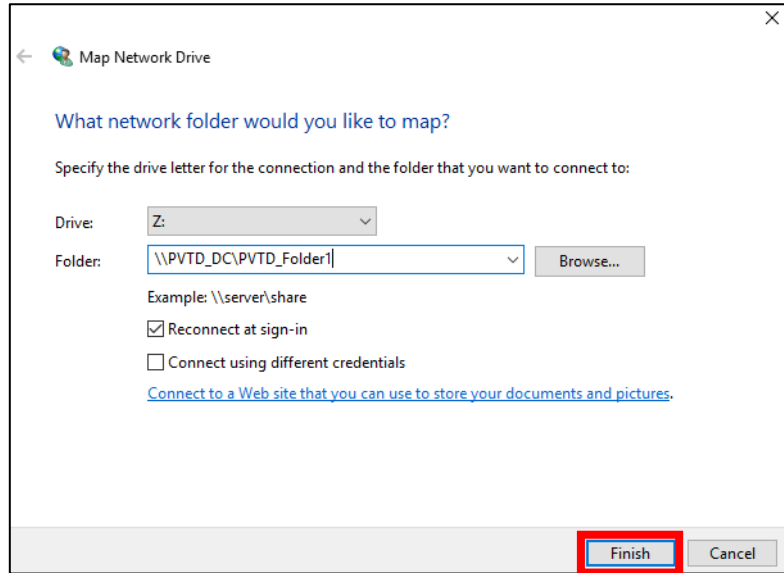 Map Network Drive
What network folder would you like to map?
Specify the drive letter for the connection and the folder that you want to connect to:
Drive: Z:
Folder: \\PVTD_DC\PVTD_Folder1 Browse...
Example: \\server\share
Reconnect at sign-in
Connect using different credentials
Connect to a Web site that you can use to store your documents and pictures.
Finish Cancel